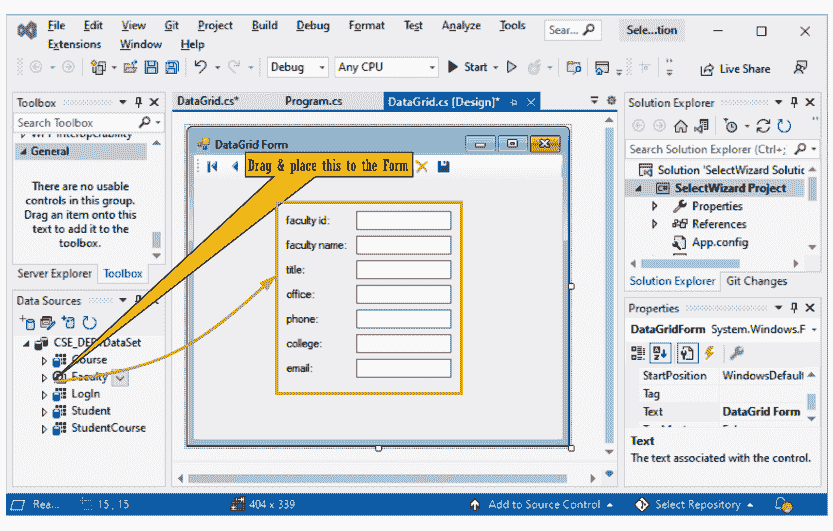 File Edit View Git Project Build Debug Format Test Analyze Tools Sear... Sele...tion
Extensions Window Help
Debug Any CPU Start Live Share
Toolbox
Search Toolbox
General
There are no usable
controls in this group.
Drag an item onto this
text to add it to the
toolbox.
Server Explorer Toolbox
Data Sources
Course
Faculty
LogIn
Student
StudentCourse
DataGrid.cs* Program.cs DataGrid.cs [Design]*
DataGrid Form
Drag & place this to the Form
faculty id:
faculty name:
title:
office:
phone:
college:
email:
Solution Explorer
Search Solution Explorer (Ctrl+;
Solution 'SelectWizard Solutic
C# SelectWizard Project
Properties
References
App.config
Solution Explorer Git Changes
Properties
DataGridForm System.Windows.F
StartPosition WindowsDefault
Tag
Text DataGrid Form
Text
The text associated with the control.
Rea... 15 , 15 404 x 339 Add to Source Control Select Repository